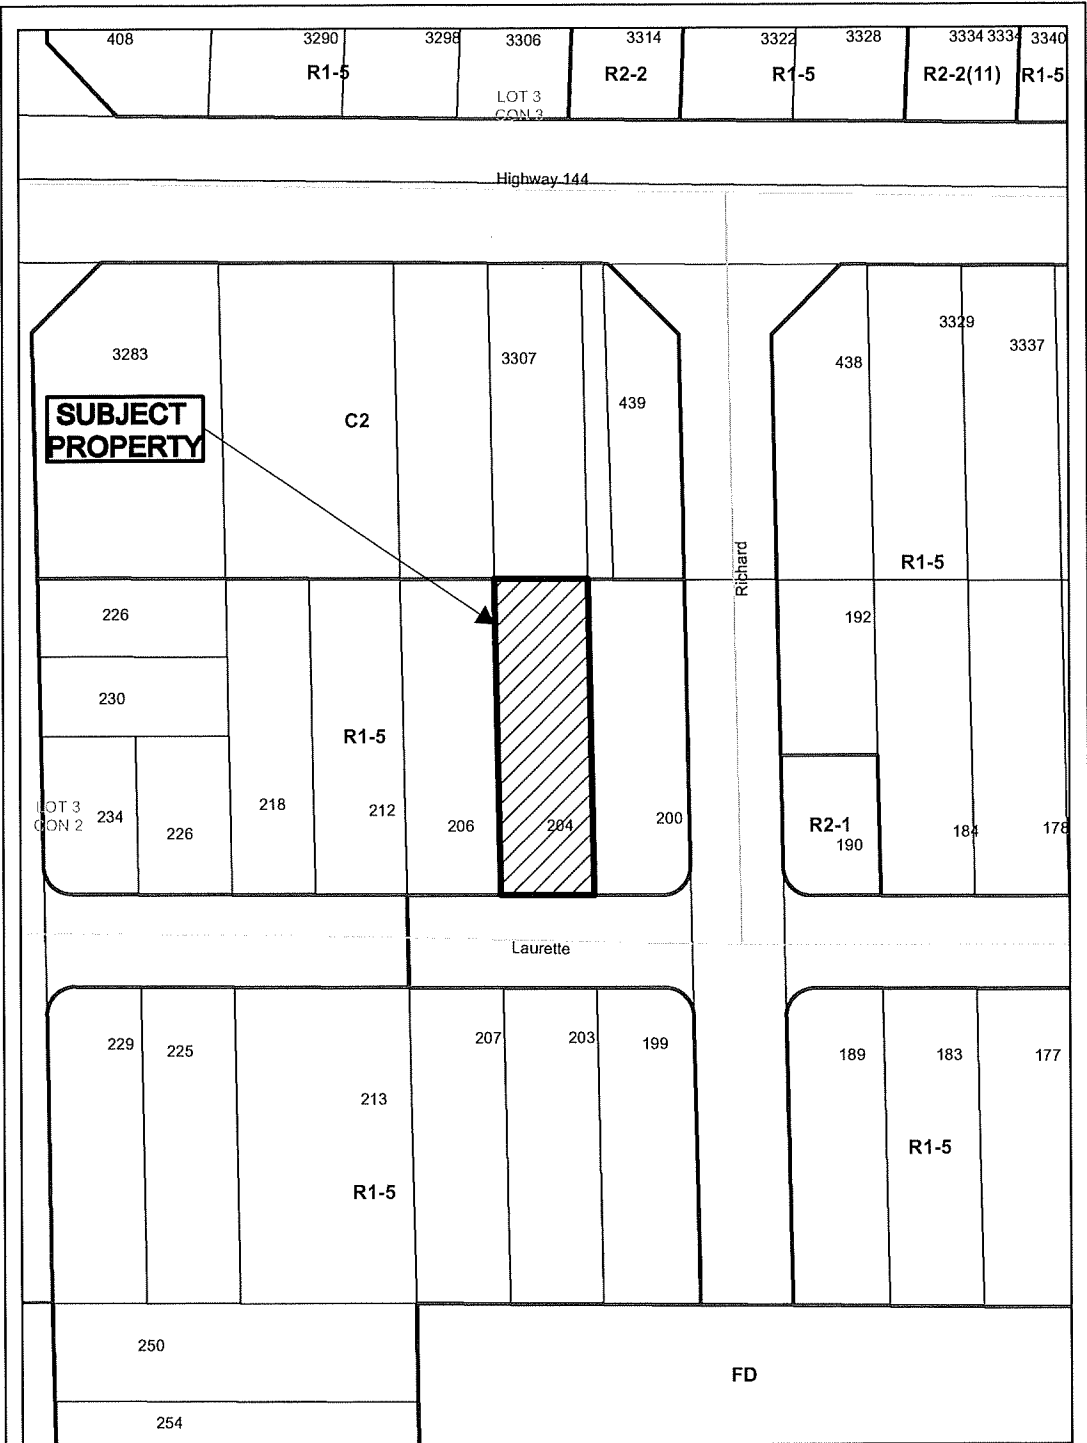 408
3290
3298
3306
3314
3322
3328
3334
3334
3340
R1-5
R2-2
R1-5
R2-2(11)
R1-5
LOT 3
CON 3
Highway 144
3283
3307
439
438
3329
3337
SUBJECT
PROPERTY
C2
Richard
R1-5
226
230
R1-5
192
LOT 3
CON 2
234
226
218
212
206
204
200
R2-1
190
184
178
Laurette
229
225
213
207
203
199
189
183
177
R1-5
R1-5
250
254
FD